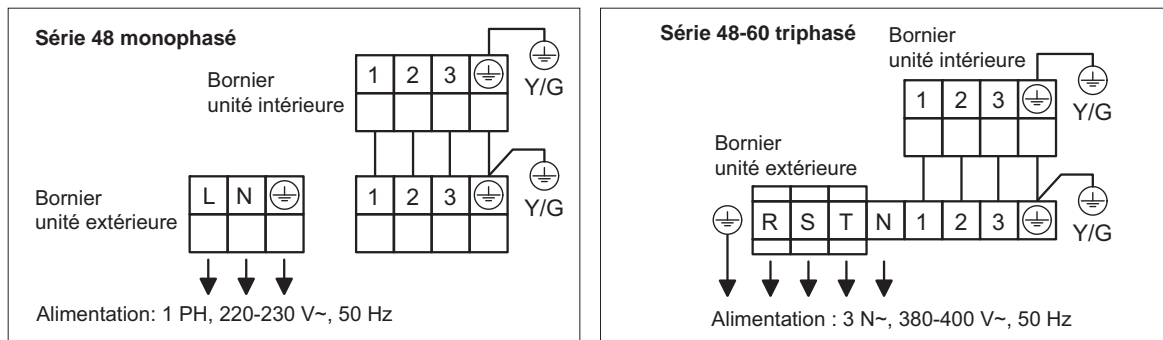 Série 48 monophasé
Bornier
unité intérieure
1 2 3
Y/G
Bornier
unité extérieure
L N
1 2 3
Y/G
Alimentation: 1 PH, 220-230 V~, 50 Hz
Série 48-60 triphasé
Bornier
unité intérieure
1 2 3
Y/G
Bornier
unité extérieure
R S T N 1 2 3
Y/G
Alimentation : 3 N~, 380-400 V~, 50 Hz